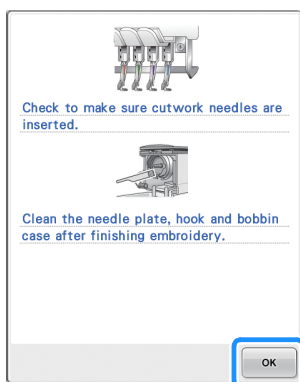 Check to make sure cutwork needles are
inserted.
Clean the needle plate, hook and bobbin
case after finishing embroidery.
OK